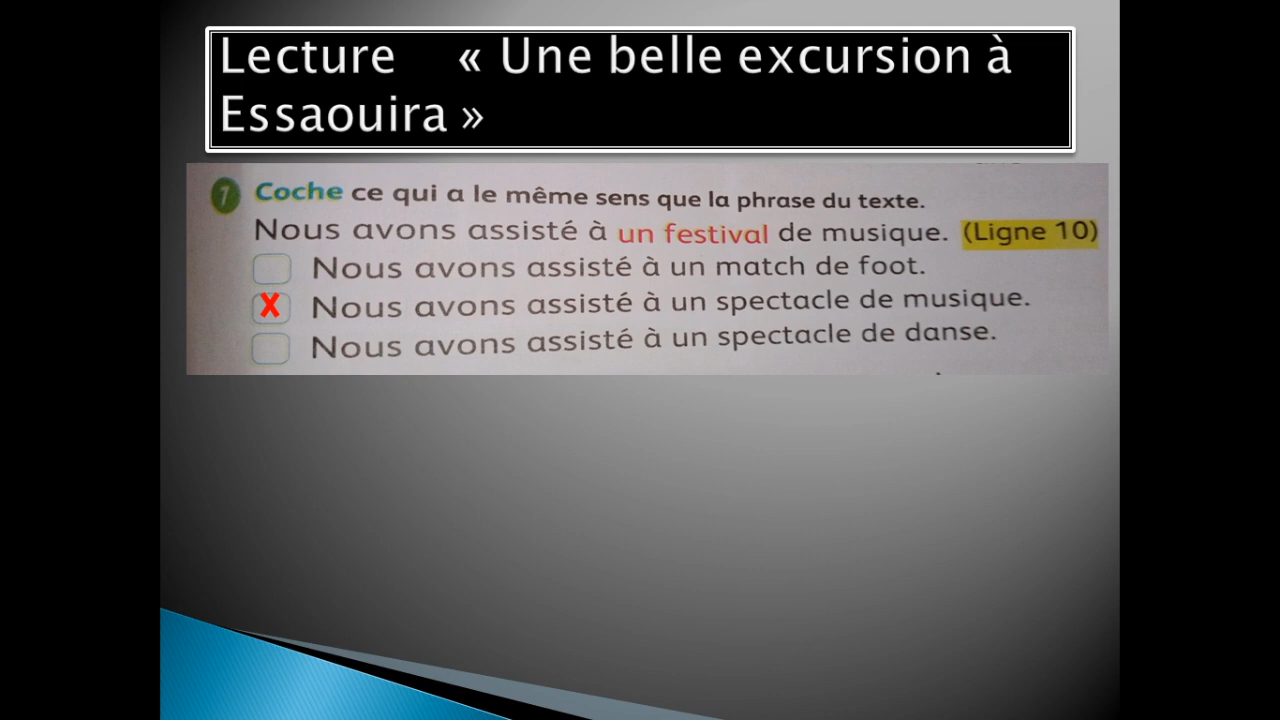 Lecture « Une belle excursion à
Essaouira »
7 Coche ce qui a le même sens que la phrase du texte.
Nous avons assisté à un festival de musique. (Ligne 10)
Nous avons assisté à un match de foot.
X Nous avons assisté à un spectacle de musique.
Nous avons assisté à un spectacle de danse.